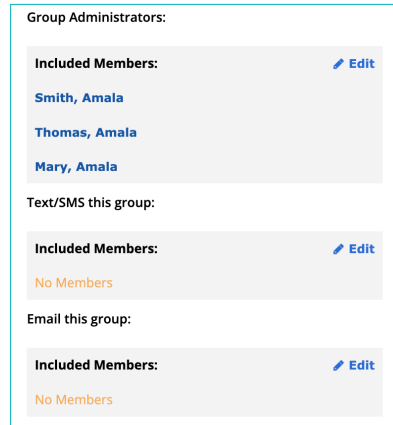 Group Administrators:
Included Members: Edit
Smith, Amala
Thomas, Amala
Mary, Amala
Text/SMS this group:
Included Members: Edit
No Members
Email this group:
Included Members: Edit
No Members